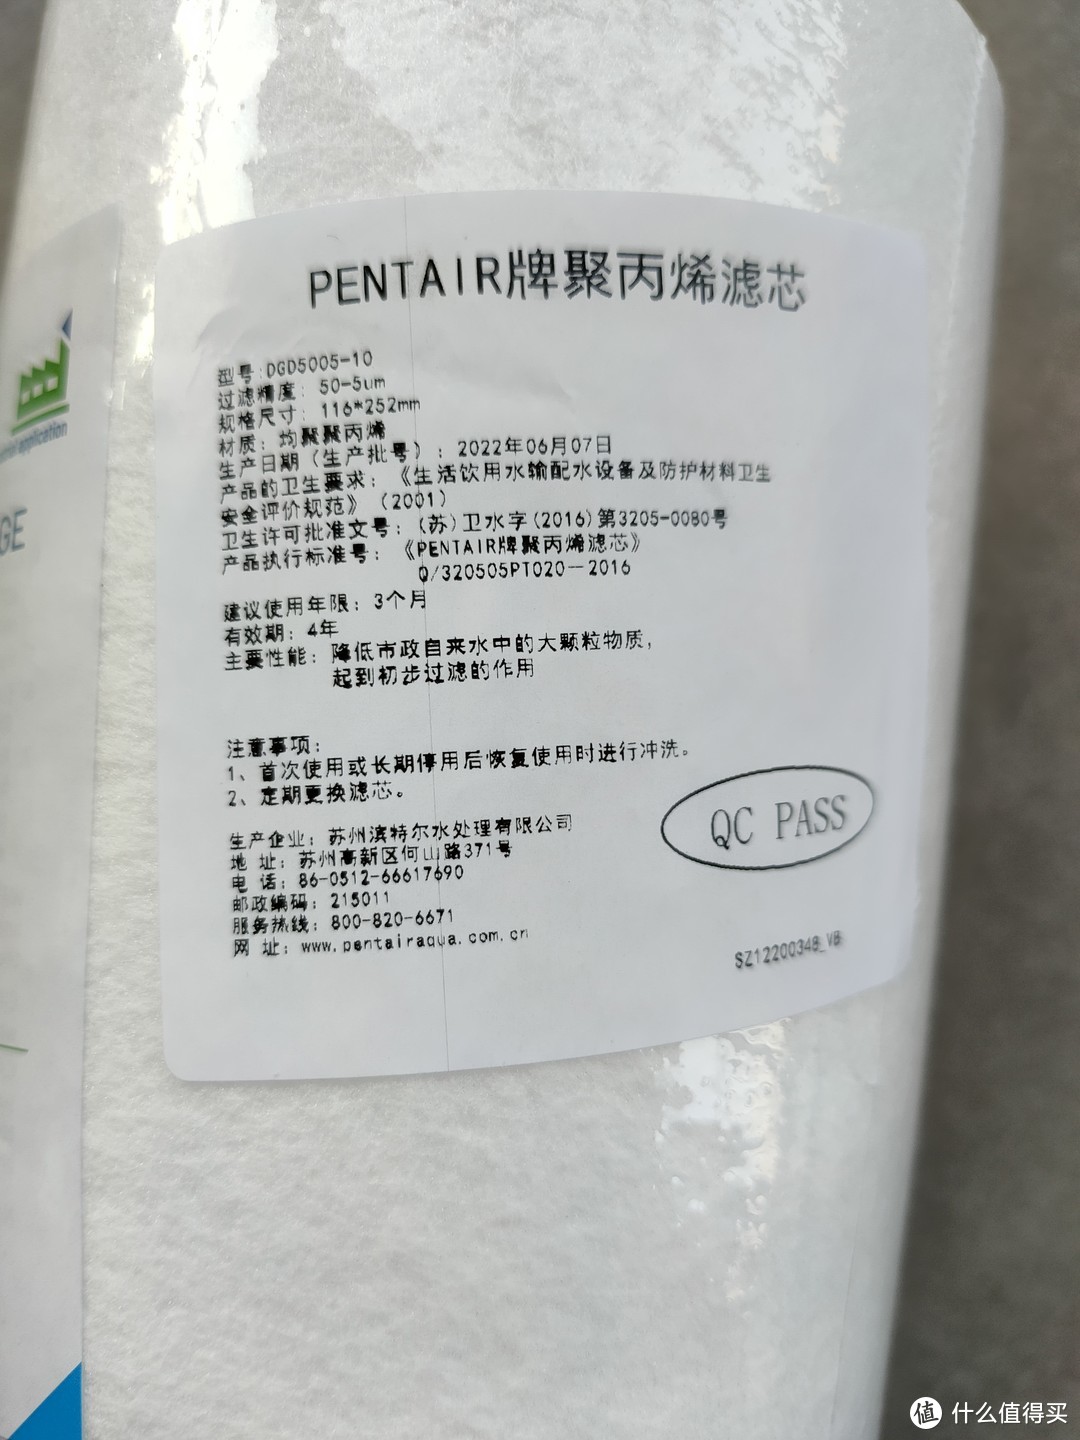 PENTAIR牌聚丙烯滤芯
型号:DGD5005-10
过滤精度: 50-5um
规格尺寸: 116*252mm
材质: 均聚聚丙烯
生产日期(生产批号): 2022年06月07日
产品的卫生要求: 《生活饮用水输配水设备及防护材料卫生
安全评价规范》(2001)
卫生许可批准文号: (苏)卫水字(2016)第3205-0080号
产品执行标准号: 《PENTAIR牌聚丙烯滤芯》
Q/320505PT020-2016
建议使用年限: 3个月
有效期: 4年
主要性能: 降低市政自来水中的大颗粒物质,
起到初步过滤的作用
注意事项:
1、首次使用或长期停用后恢复使用时进行冲洗。
2、定期更换滤芯。
QC PASS
生产企业: 苏州滨特尔水处理有限公司
地 址: 苏州高新区何山路371号
电 话: 86-0512-66617690
邮政编码: 215011
服务热线: 800-820-6671
网 址: www.pentairaqua.com.cn
SZ12200348_VB
application
GE
值 什么值得买